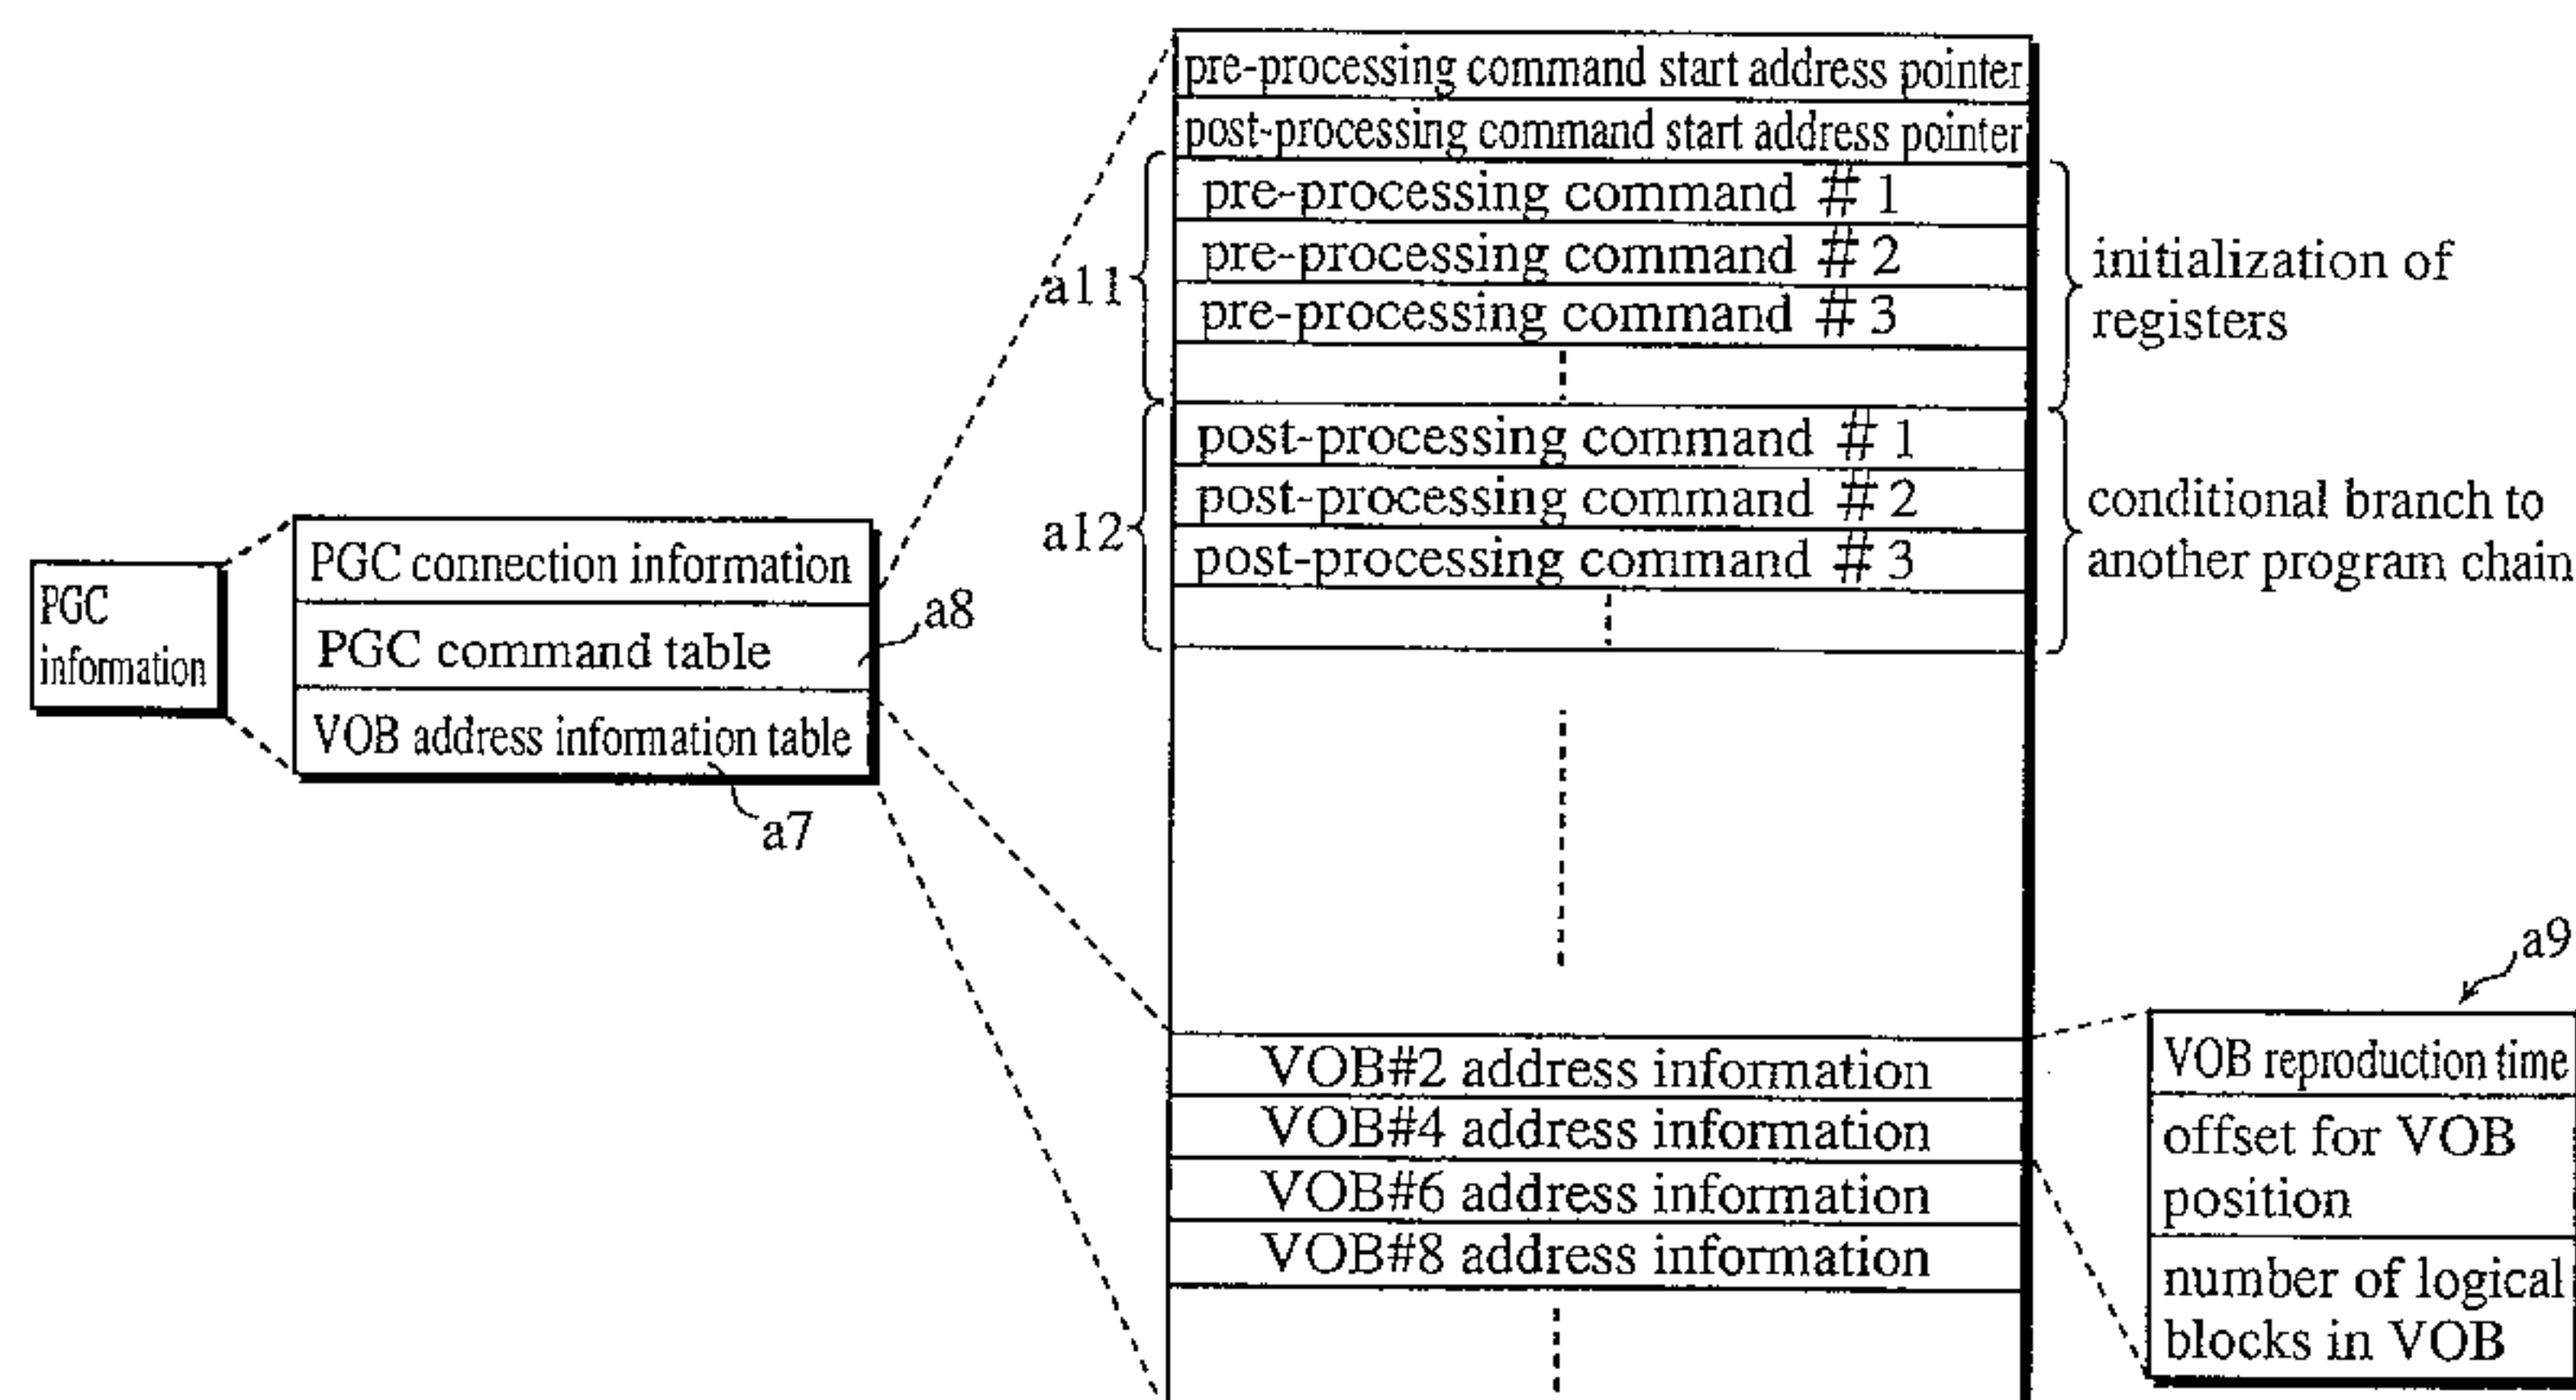 PGC
information
PGC connection information
PGC command table
VOB address information table
a8
a7
pre-processing command start address pointer
post-processing command start address pointer
pre-processing command # 1
pre-processing command # 2
pre-processing command # 3
a11
initialization of
registers
post-processing command # 1
post-processing command # 2
post-processing command # 3
a12
conditional branch to
another program chain
VOB#2 address information
VOB#4 address information
VOB#6 address information
VOB#8 address information
a9
VOB reproduction time
offset for VOB
position
number of logical
blocks in VOB